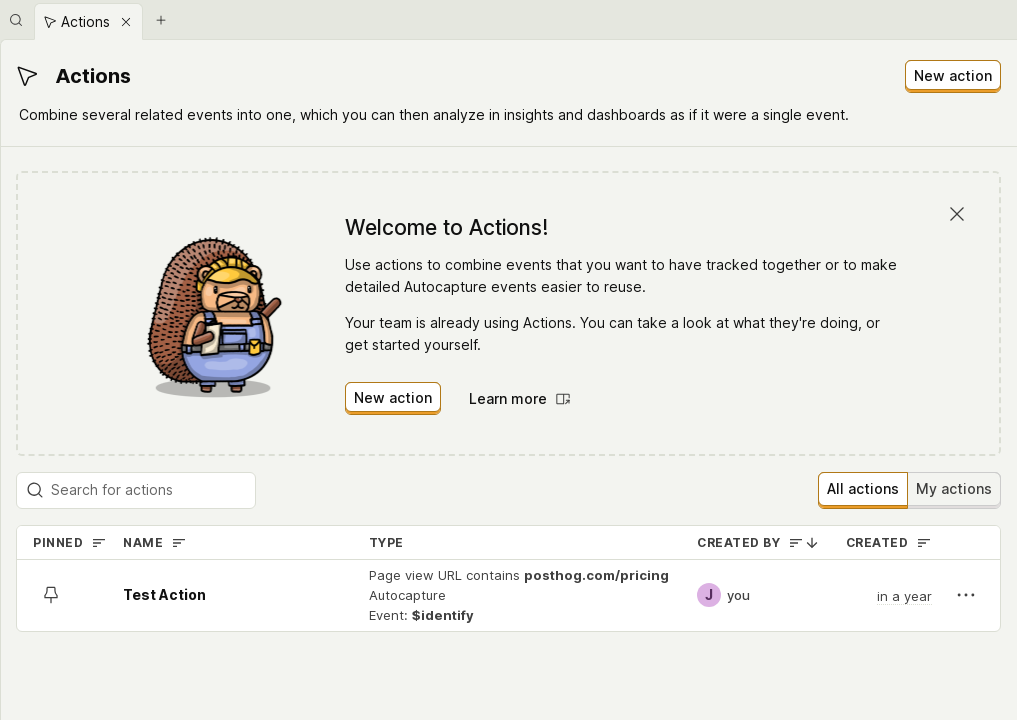 Actions
Actions
New action
Combine several related events into one, which you can then analyze in insights and dashboards as if it were a single event.
Welcome to Actions!
Use actions to combine events that you want to have tracked together or to make
detailed Autocapture events easier to reuse.
Your team is already using Actions. You can take a look at what they're doing, or
get started yourself.
New action
Learn more
Search for actions
All actions
My actions
PINNED
NAME
TYPE
CREATED BY
CREATED
Test Action
Page view URL contains posthog.com/pricing
Autocapture
Event: $identify
J
you
in a year